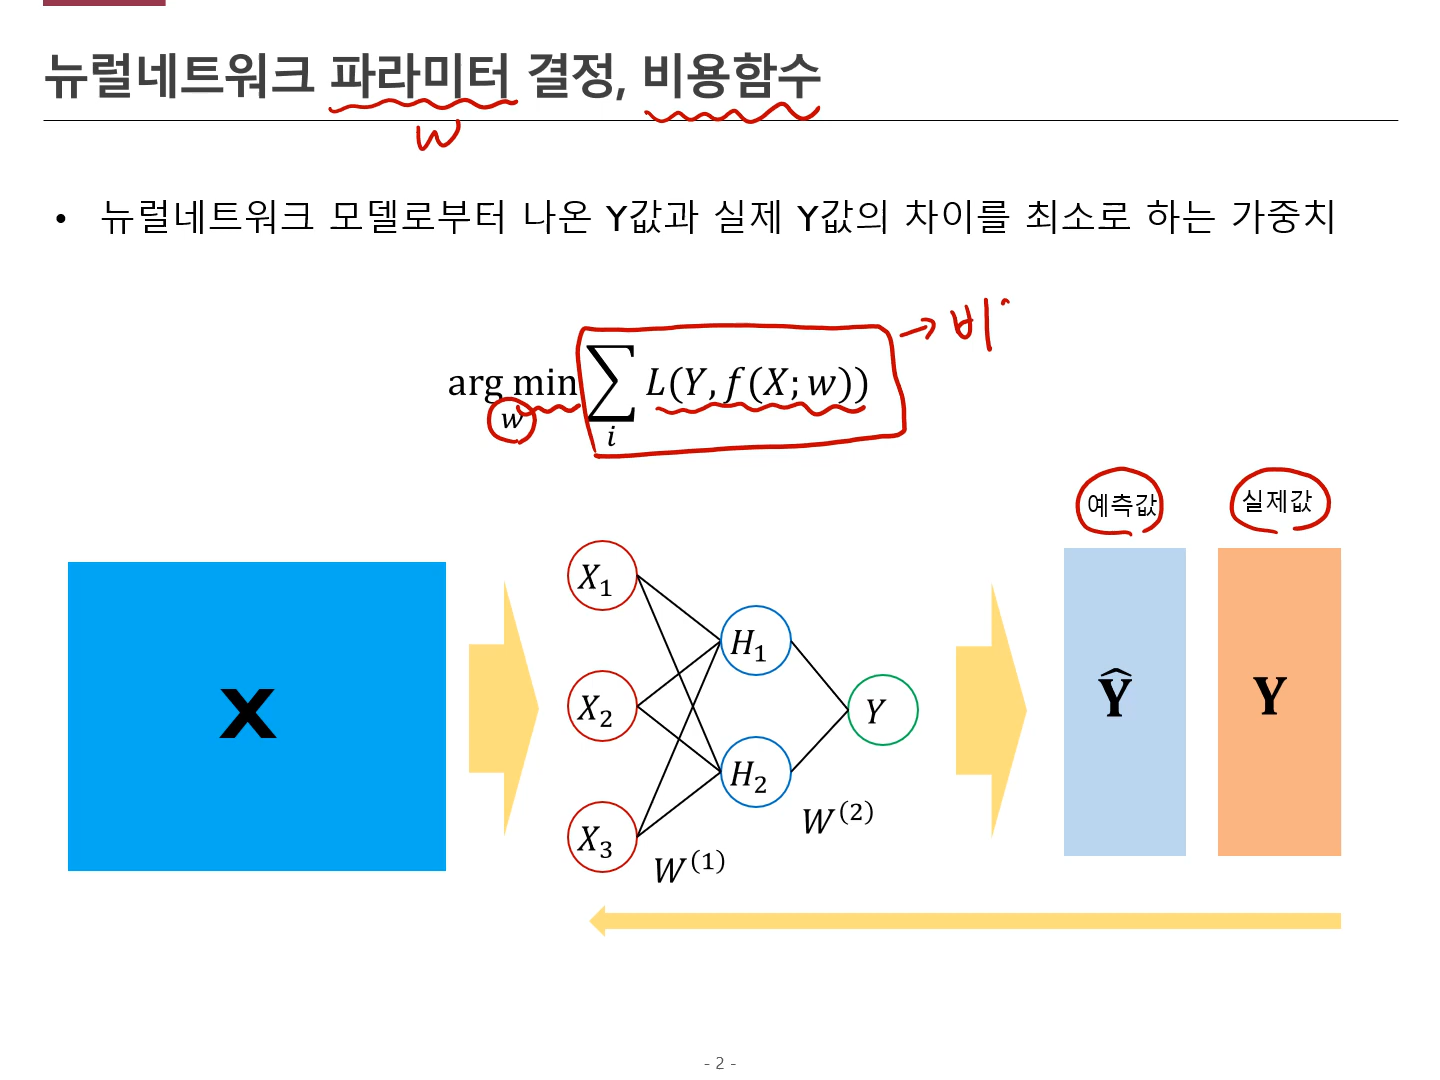 뉴럴네트워크 파라미터 결정, 비용함수
w
• 뉴럴네트워크 모델로부터 나온 Y값과 실제 Y값의 차이를 최소로 하는 가중치
→ 비
arg min ∑ L(Y, f(X; w))
w i
예측값 실제값
X₁
H₁
X
X₂
Y
Ŷ
Y
H₂
X₃
W⁽²⁾
W⁽¹⁾
- 2 -